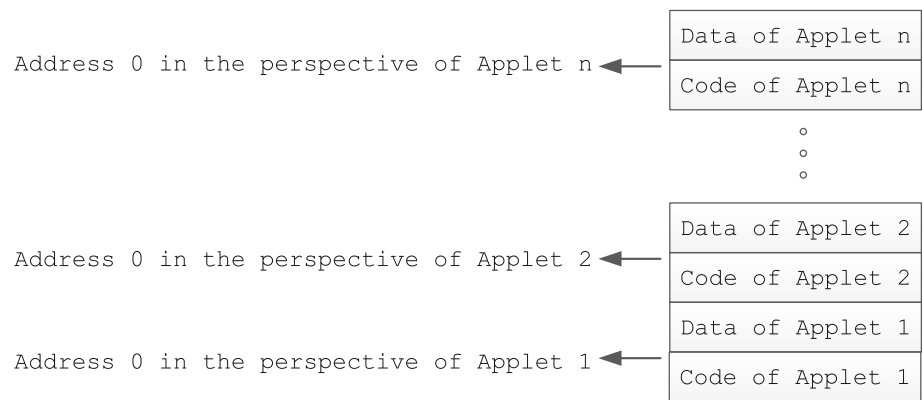 Data of Applet n
Address 0 in the perspective of Applet n
Code of Applet n
Data of Applet 2
Address 0 in the perspective of Applet 2
Code of Applet 2
Data of Applet 1
Address 0 in the perspective of Applet 1
Code of Applet 1